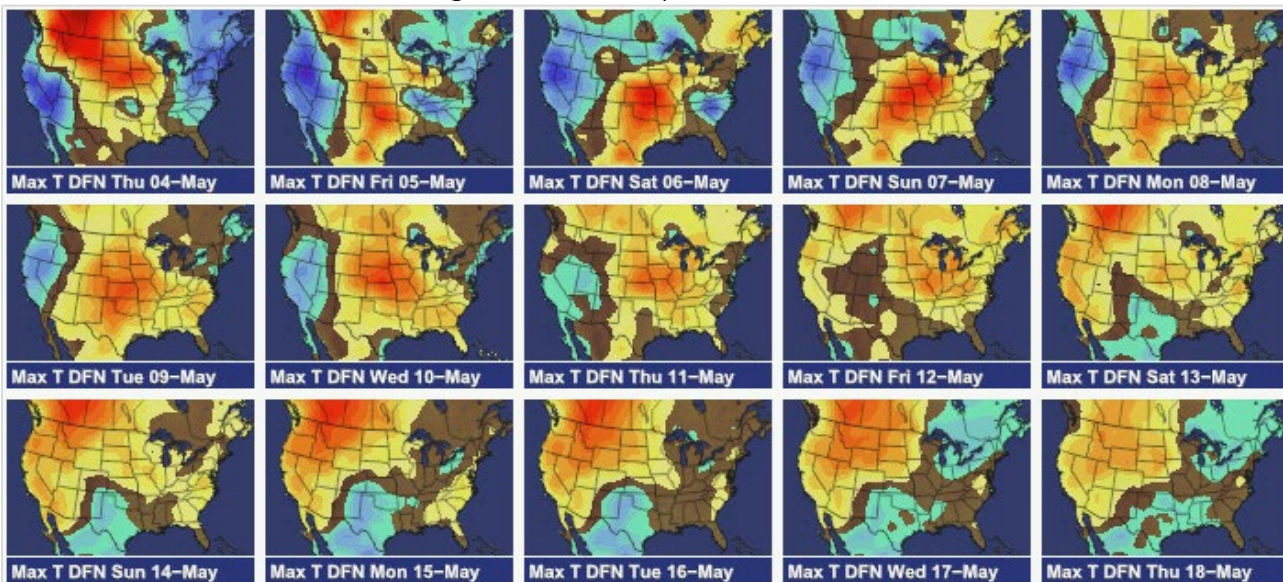 Max T DFN Thu 04-May
Max T DFN Fri 05-May
Max T DFN Sat 06-May
Max T DFN Sun 07-May
Max T DFN Mon 08-May
Max T DFN Tue 09-May
Max T DFN Wed 10-May
Max T DFN Thu 11-May
Max T DFN Fri 12-May
Max T DFN Sat 13-May
Max T DFN Sun 14-May
Max T DFN Mon 15-May
Max T DFN Tue 16-May
Max T DFN Wed 17-May
Max T DFN Thu 18-May